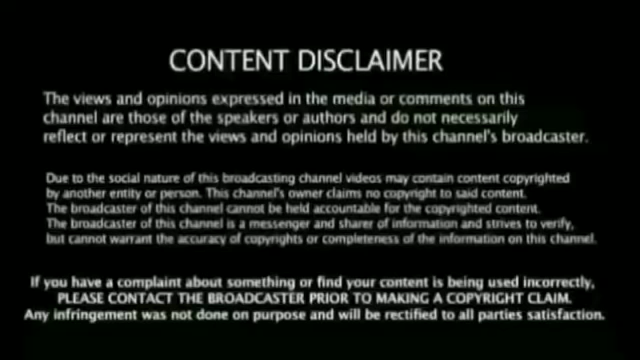 CONTENT DISCLAIMER
The views and opinions expressed in the media or comments on this
channel are those of the speakers or authors and do not necessarily
reflect or represent the views and opinions held by this channel's broadcaster.
Due to the social nature of this broadcasting channel videos may contain content copyrighted
by another entity or person. This channel's owner claims no copyright to said content.
The broadcaster of this channel cannot be held accountable for the copyrighted content.
The broadcaster of this channel is a messenger and sharer of information and strives to verify,
but cannot warrant the accuracy of copyrights or completeness of the information on this channel.
If you have a complaint about something or find your content is being used incorrectly,
PLEASE CONTACT THE BROADCASTER PRIOR TO MAKING A COPYRIGHT CLAIM.
Any infringement was not done on purpose and will be rectified to all parties satisfaction.